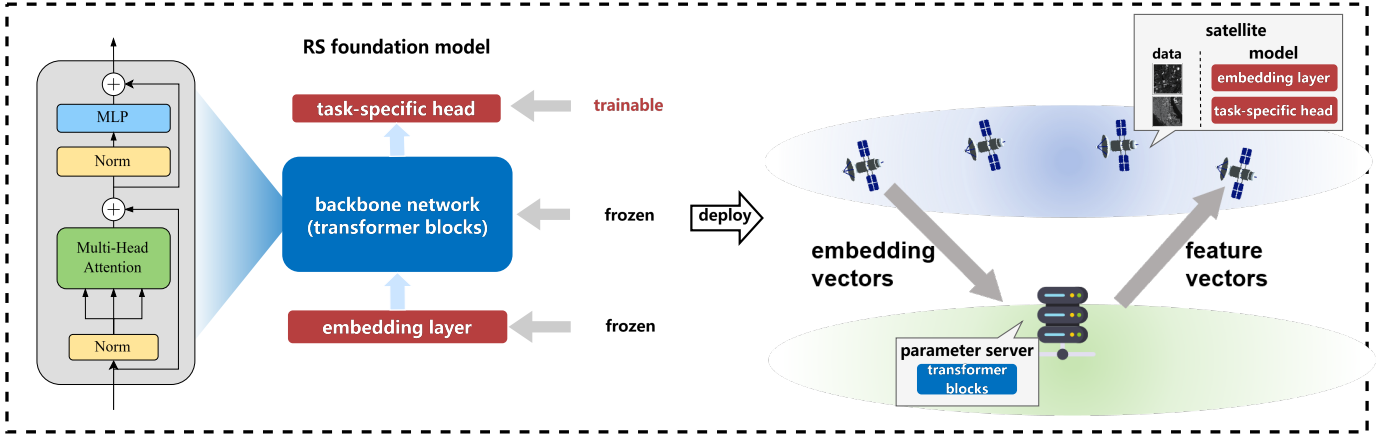 RS foundation model
MLP
Norm
Multi-Head
Attention
Norm
task-specific head
trainable
backbone network
(transformer blocks)
frozen
embedding layer
frozen
deploy
satellite
data
model
embedding layer
task-specific head
embedding
vectors
feature
vectors
parameter server
transformer
blocks